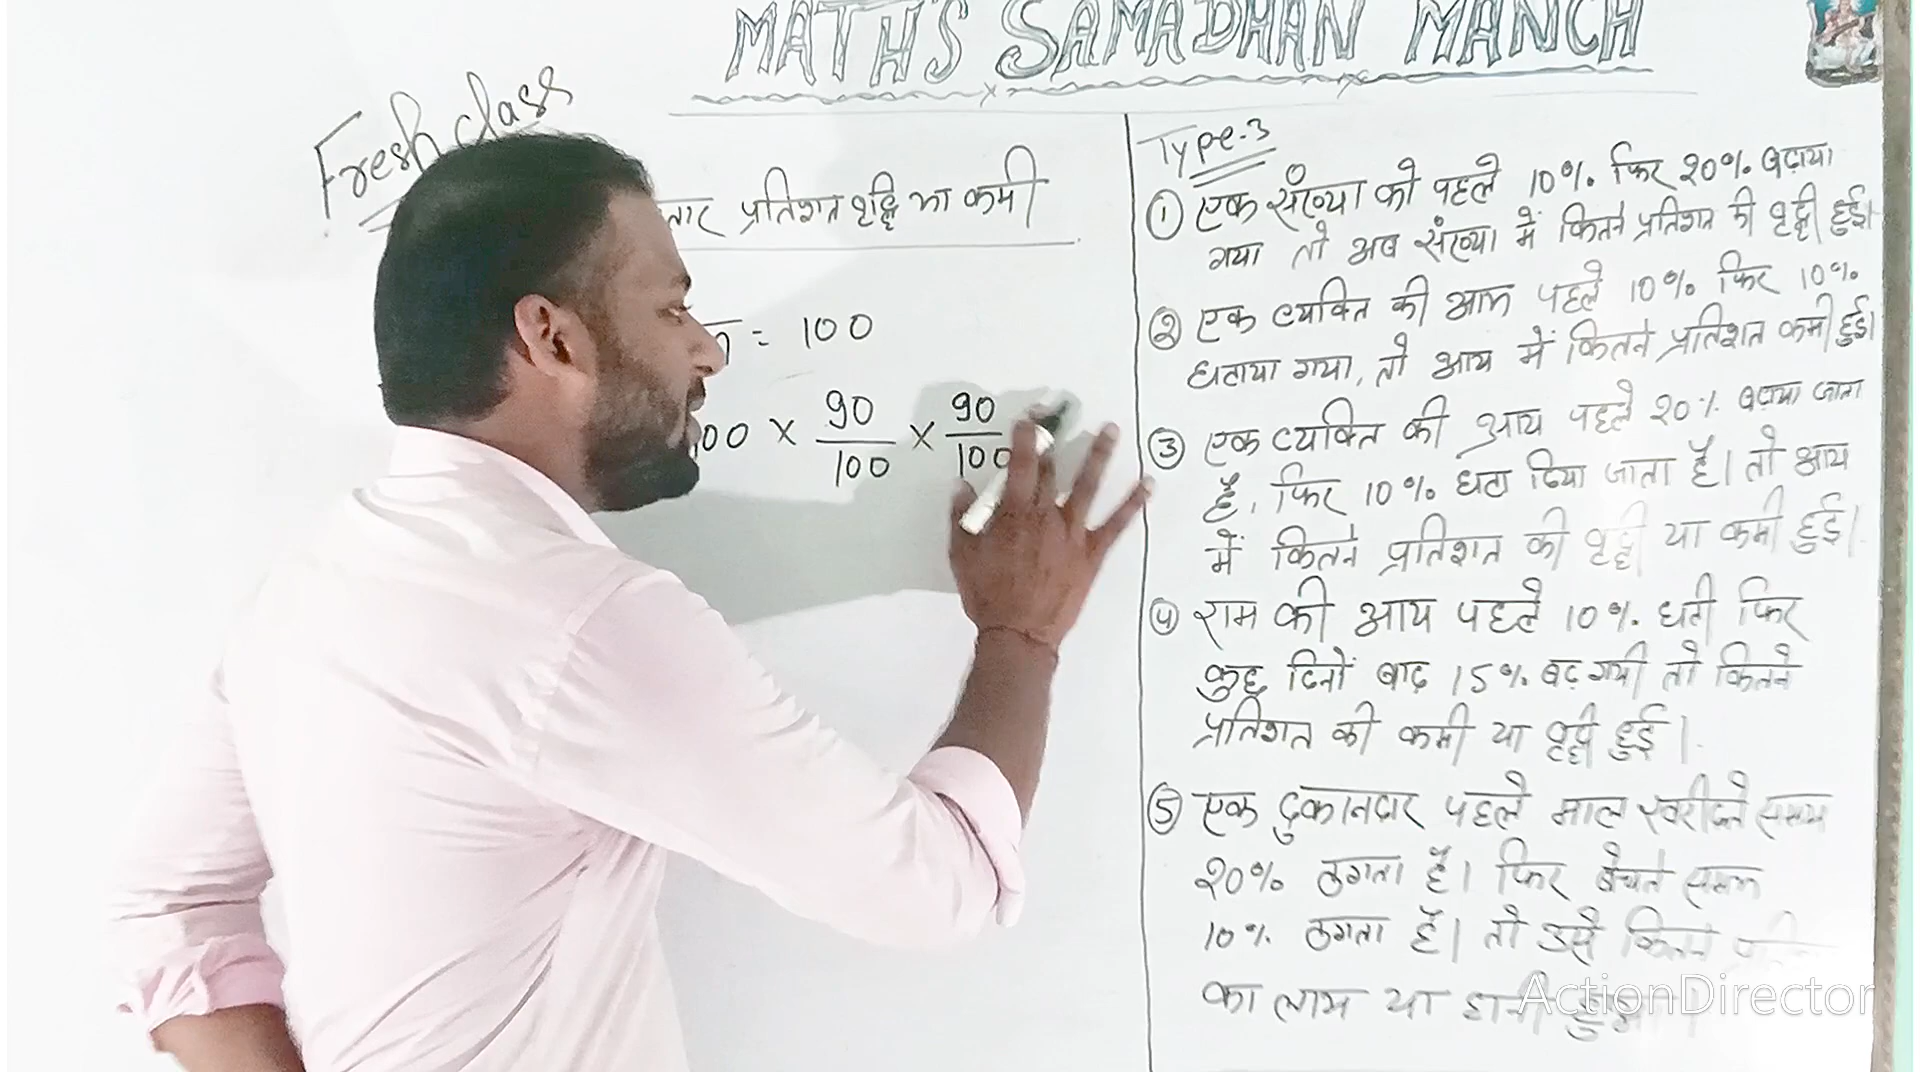 MATH'S SAMADHAN MANCH
Fresh class
प्रतिशत वृद्धि या कमी
= 100
00 × 90/100 × 90/100
Type-3
① एक संख्या को पहले 10% फिर 20% बढ़ाया
गया तो अब संख्या में कितने प्रतिशत की वृद्धि हुई।
② एक व्यक्ति की आय पहले 10% फिर 10%
घटाया गया, तो आय में कितने प्रतिशत कमी हुई।
③ एक व्यक्ति की आय पहले 20% बढ़ाया जाता
है, फिर 10% घटा दिया जाता है। तो आय
में कितने प्रतिशत की वृद्धि या कमी हुई।
④ राम की आय पहले 10% घटी फिर
कुछ दिनों बाद 15% बढ़ गयी तो कितने
प्रतिशत की कमी या वृद्धि हुई।
⑤ एक दुकानदार पहले माल खरीदते समय
20% ठगता है। फिर बेचते समय
10% ठगता है। तो उसे कितने
का लाभ या हानी
ActionDirector